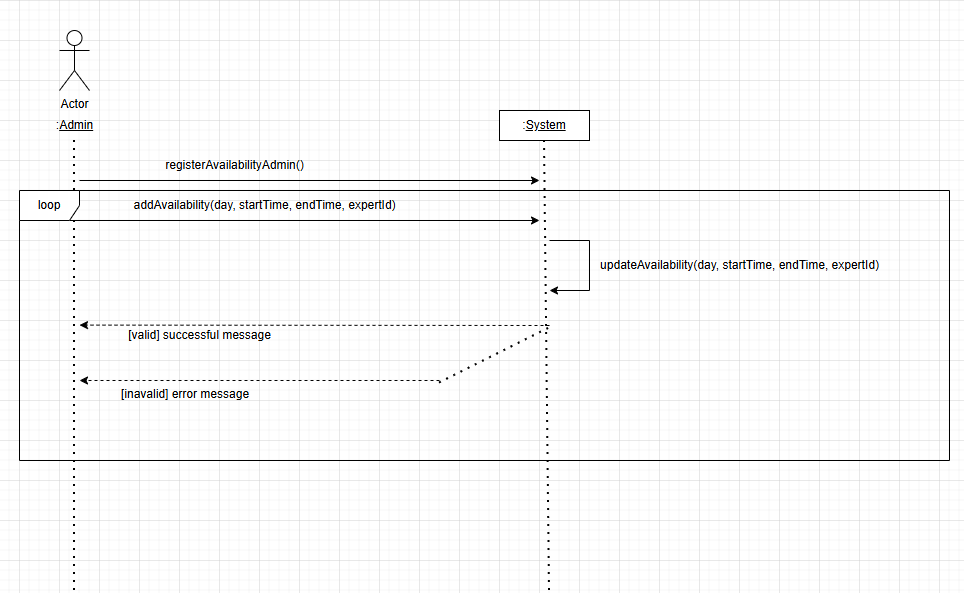 Actor
:Admin
:System
registerAvailabilityAdmin()
loop
addAvailability(day, startTime, endTime, expertId)
updateAvailability(day, startTime, endTime, expertId)
[valid] successful message
[inavalid] error message